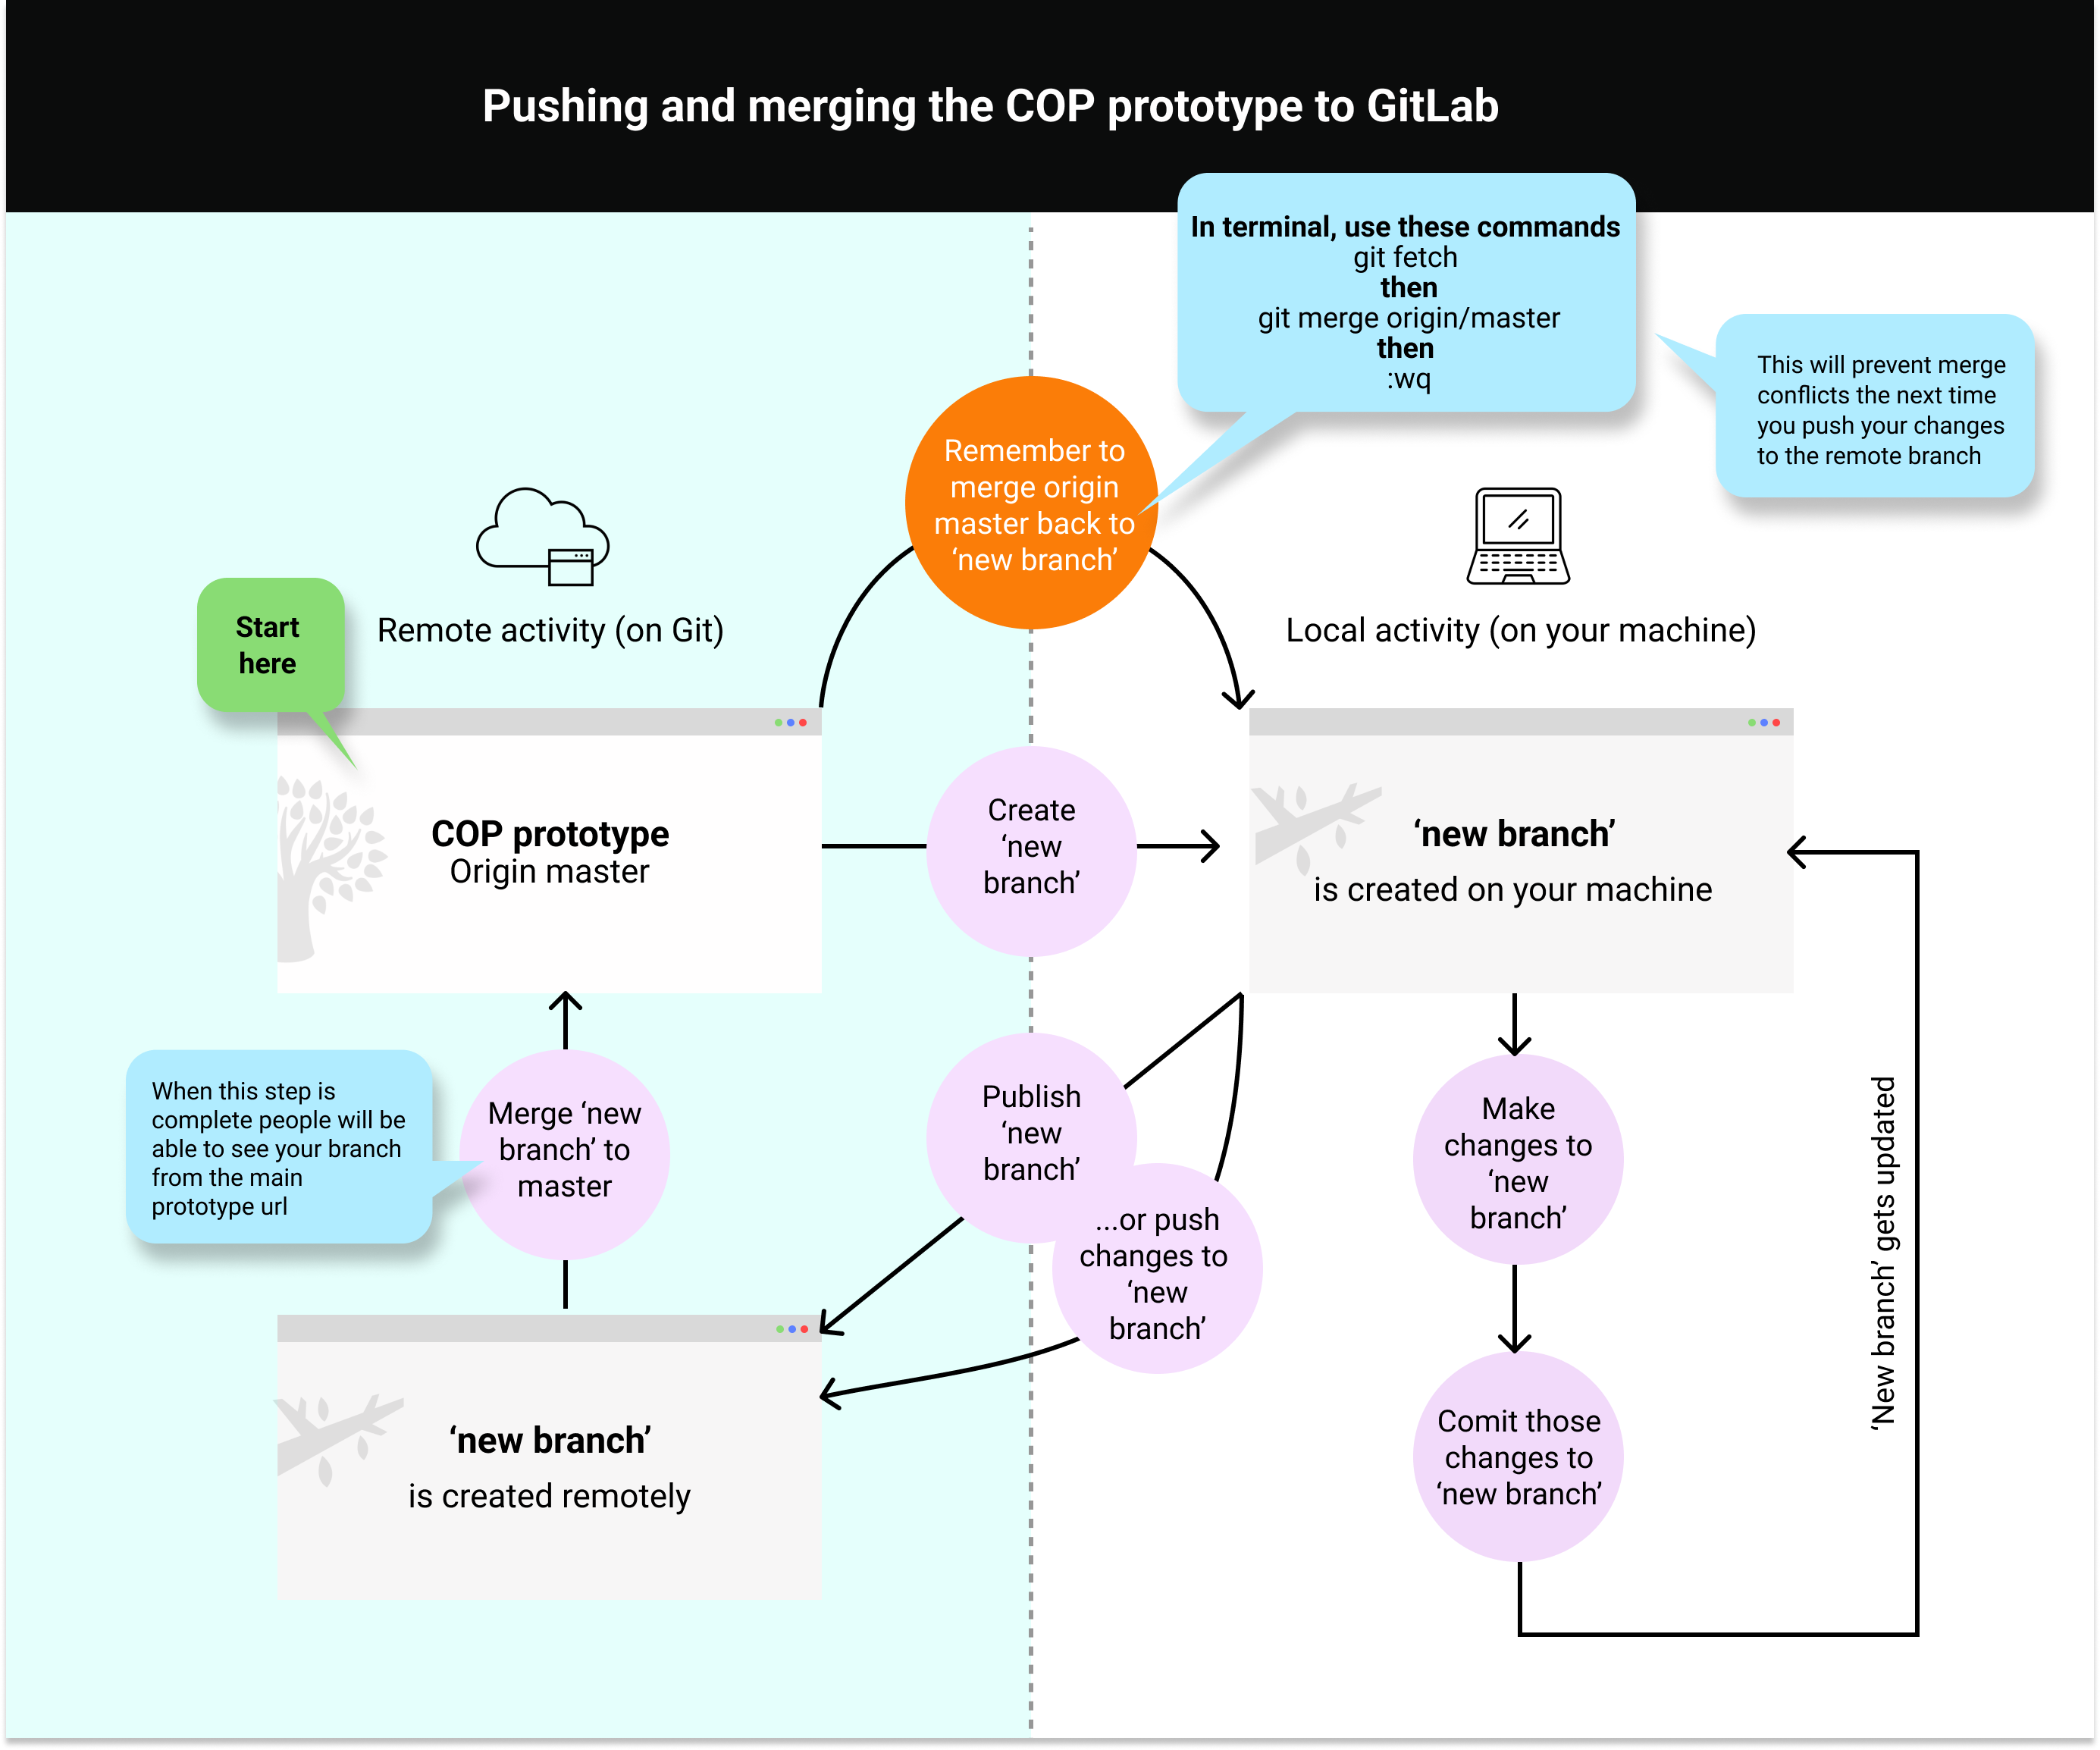 Pushing and merging the COP prototype to GitLab
In terminal, use these commands
git fetch
then
git merge origin/master
then
:wq
This will prevent merge
conflicts the next time
you push your changes
to the remote branch
Remember to
merge origin
master back to
‘new branch’
Start
here
Remote activity (on Git)
Local activity (on your machine)
COP prototype
Origin master
Create
‘new
branch’
‘new branch’
is created on your machine
When this step is
complete people will be
able to see your branch
from the main
prototype url
Merge ‘new
branch’ to
master
Publish
‘new
branch’
...or push
changes to
‘new
branch’
Make
changes to
‘new
branch’
‘New branch’ gets updated
Comit those
changes to
‘new branch’
‘new branch’
is created remotely